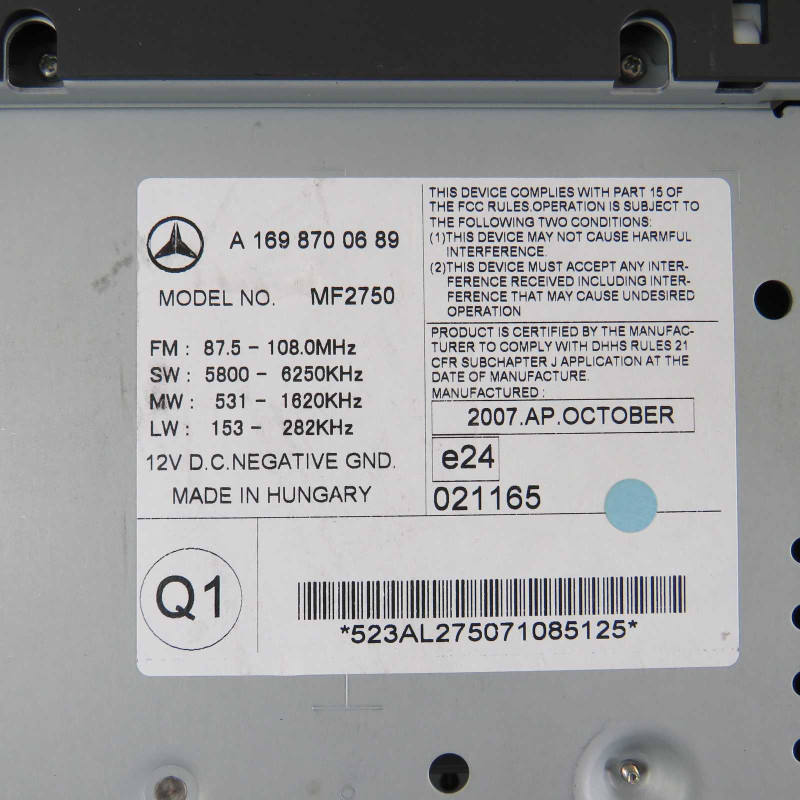 A 169 870 06 89
MODEL NO. MF2750
FM : 87.5 - 108.0MHz
SW : 5800 - 6250KHz
MW : 531 - 1620KHz
LW : 153 - 282KHz
12V D.C.NEGATIVE GND.
MADE IN HUNGARY
THIS DEVICE COMPLIES WITH PART 15 OF
THE FCC RULES.OPERATION IS SUBJECT TO
THE FOLLOWING TWO CONDITIONS:
(1)THIS DEVICE MAY NOT CAUSE HARMFUL
INTERFERENCE.
(2)THIS DEVICE MUST ACCEPT ANY INTER-
FERENCE RECEIVED INCLUDING INTER-
FERENCE THAT MAY CAUSE UNDESIRED
OPERATION
PRODUCT IS CERTIFIED BY THE MANUFAC-
TURER TO COMPLY WITH DHHS RULES 21
CFR SUBCHAPTER J APPLICATION AT THE
DATE OF MANUFACTURE.
MANUFACTURED :
2007.AP.OCTOBER
e24
021165
Q1
*523AL275071085125*